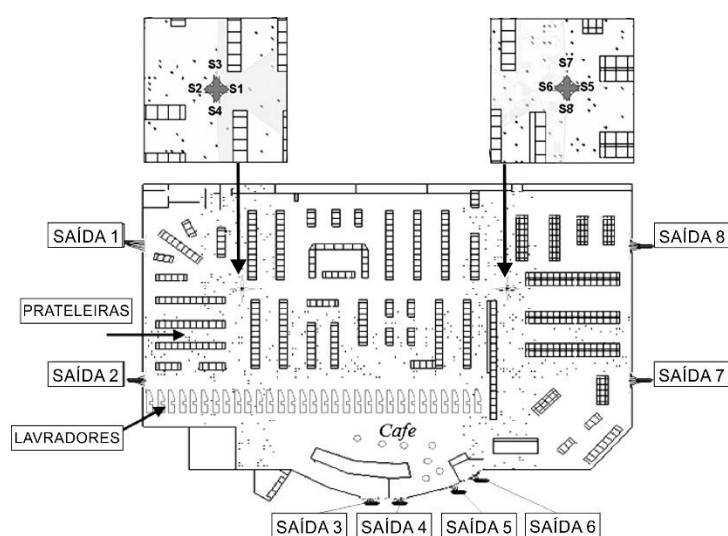 S3
S2 S1
S4
S7
S6 S5
S8
SAÍDA 1
SAÍDA 8
PRATELEIRAS
SAÍDA 2
SAÍDA 7
LAVRADORES
Cafe
SAÍDA 3
SAÍDA 4
SAÍDA 5
SAÍDA 6